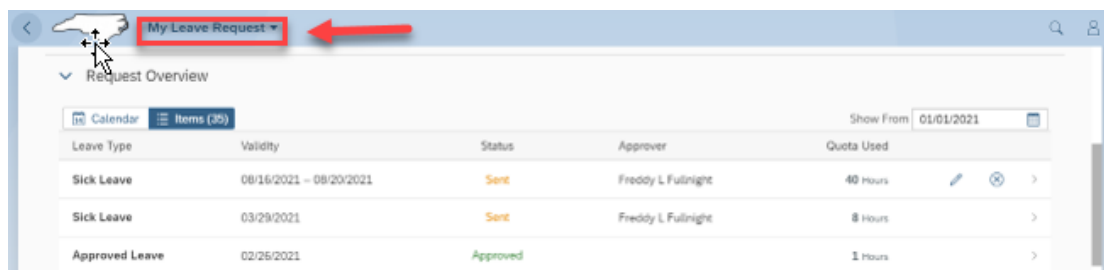 My Leave Request
Request Overview
Calendar Items (35) Show From 01/01/2021
Leave Type Validity Status Approver Quota Used
Sick Leave 08/16/2021 – 08/20/2021 Sent Freddy L Fullnight 40 Hours
Sick Leave 03/29/2021 Sent Freddy L Fullnight 8 Hours
Approved Leave 02/26/2021 Approved 1 Hours